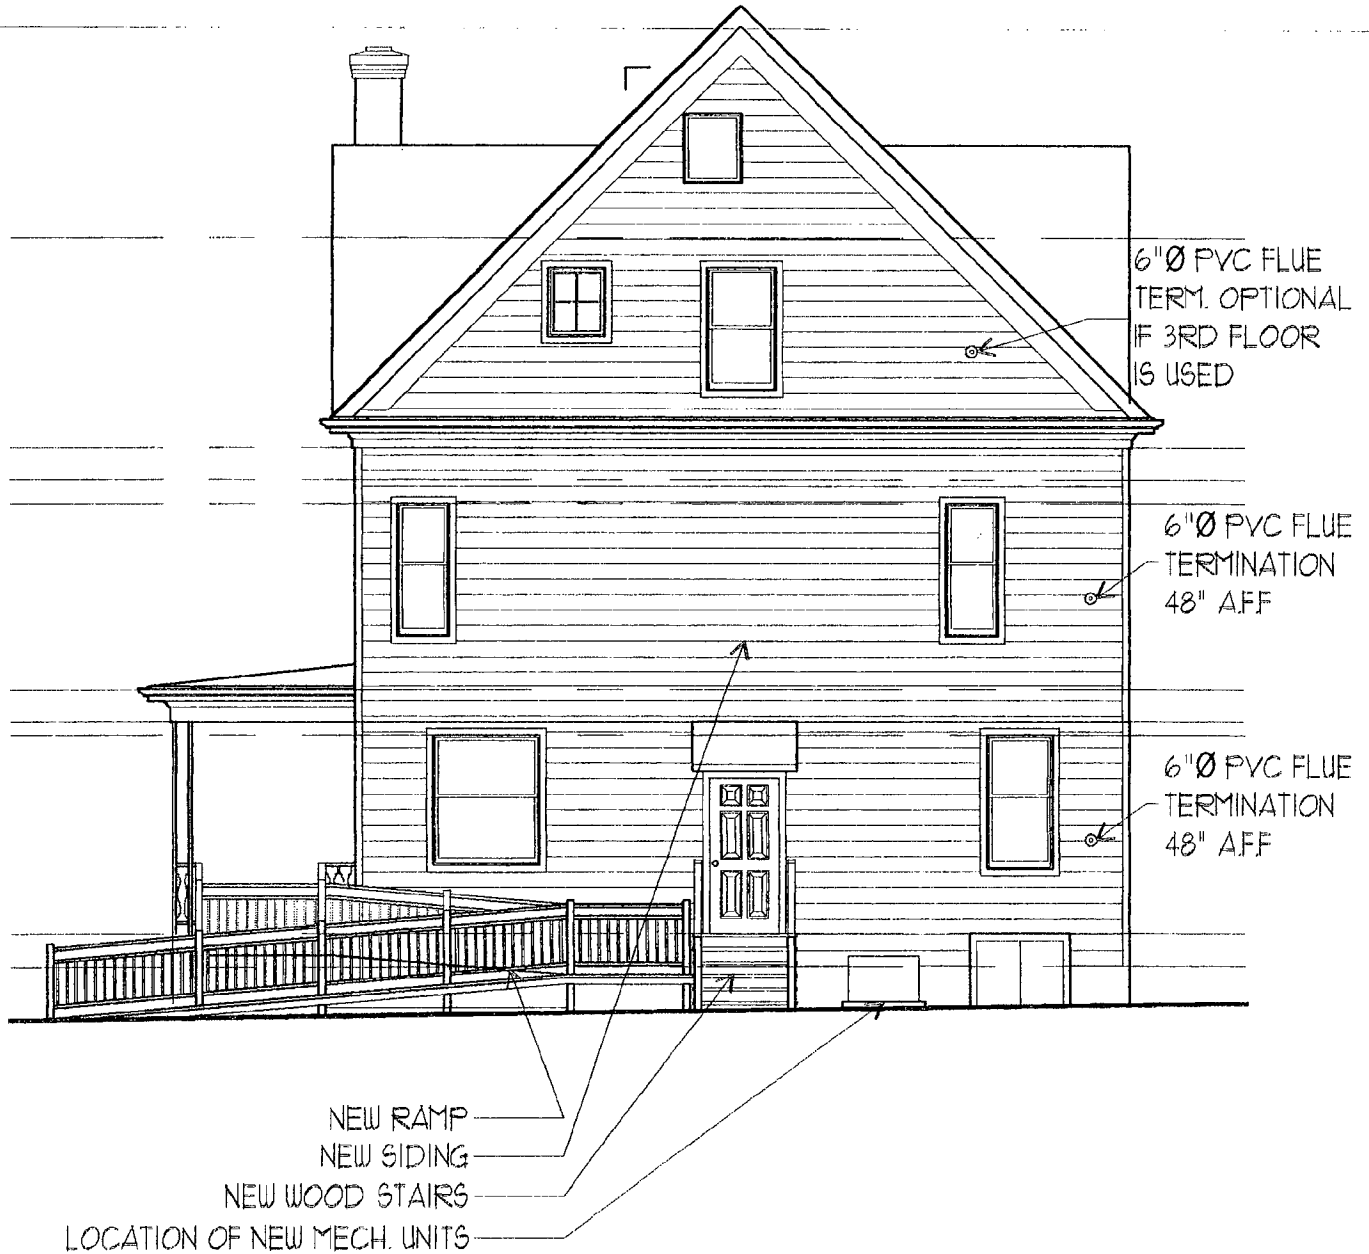 6"Ø PVC FLUE
TERM. OPTIONAL
IF 3RD FLOOR
IS USED
6"Ø PVC FLUE
TERMINATION
48" A.F.F
6"Ø PVC FLUE
TERMINATION
48" A.F.F
NEW RAMP
NEW SIDING
NEW WOOD STAIRS
LOCATION OF NEW MECH. UNITS